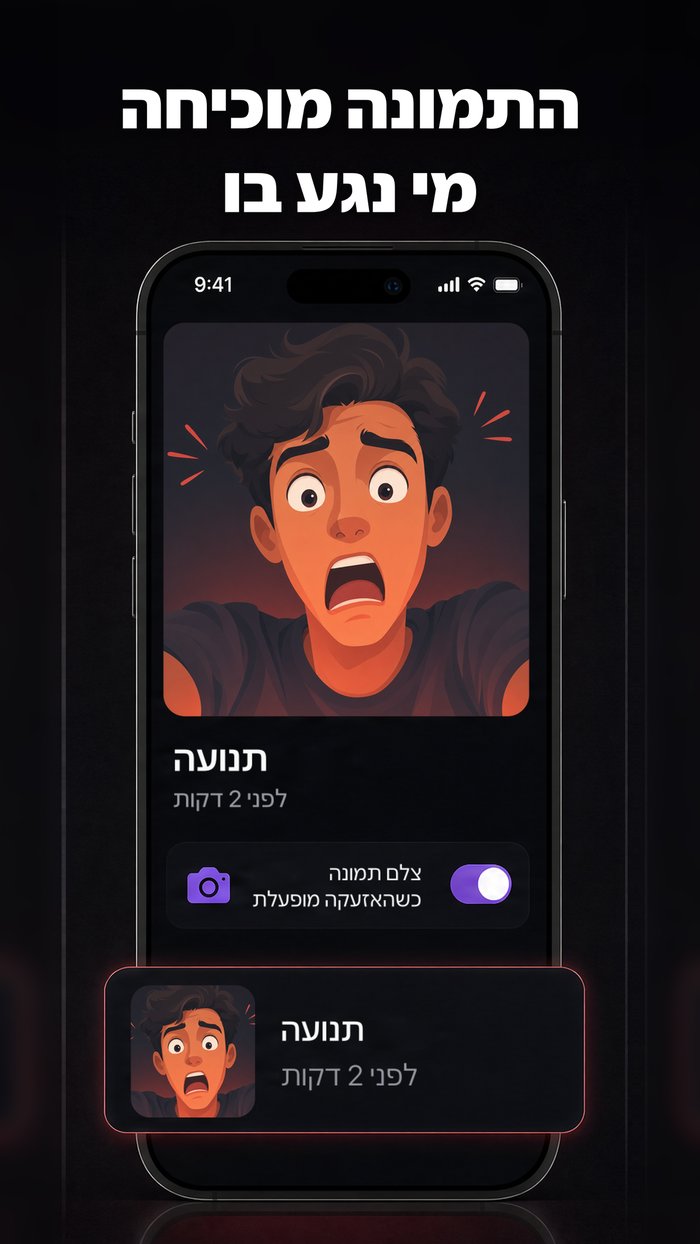 התמונה מוכיחה
מי נגע בו
9:41
תנועה
לפני 2 דקות
צלם תמונה
כשהאזעקה מופעלת
תנועה
לפני 2 דקות